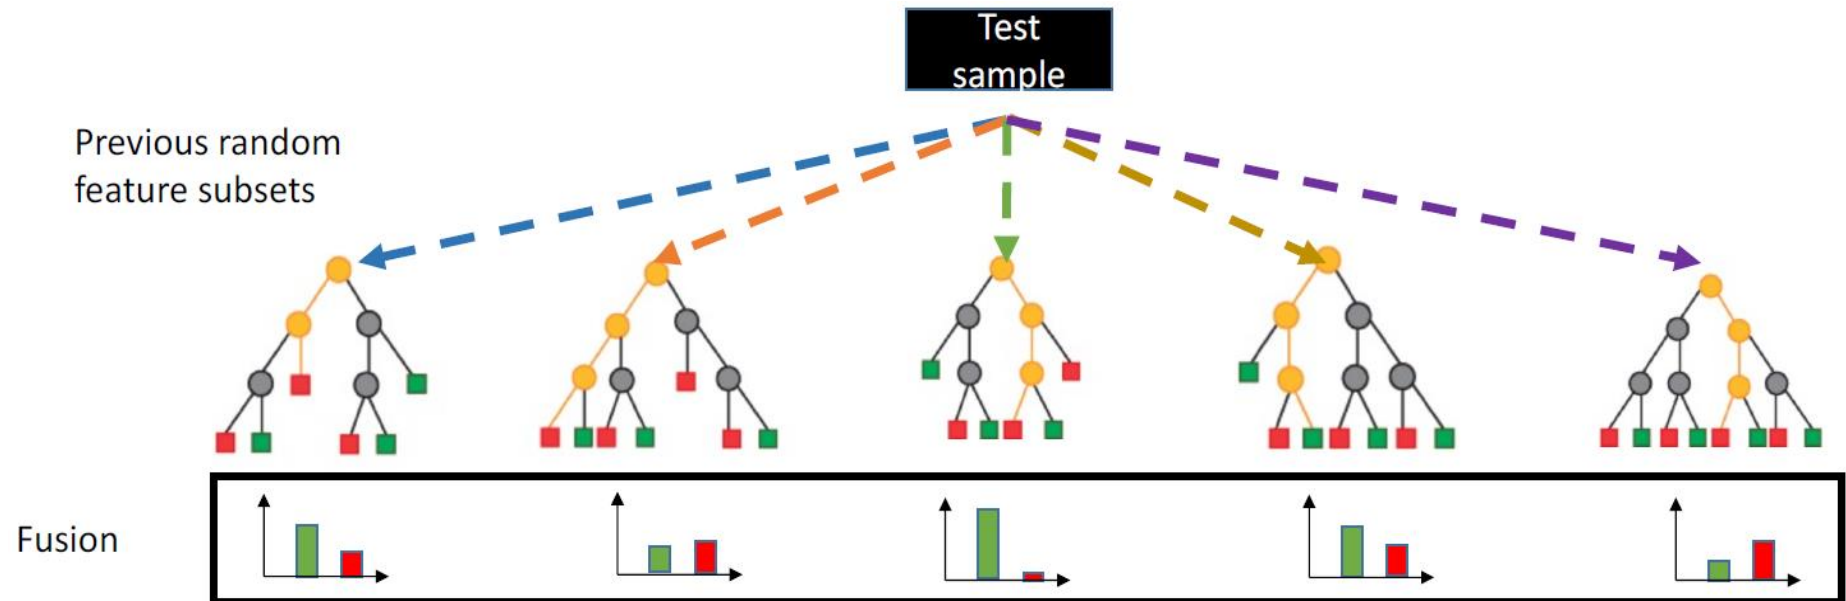 Test
sample
Previous random
feature subsets
Fusion